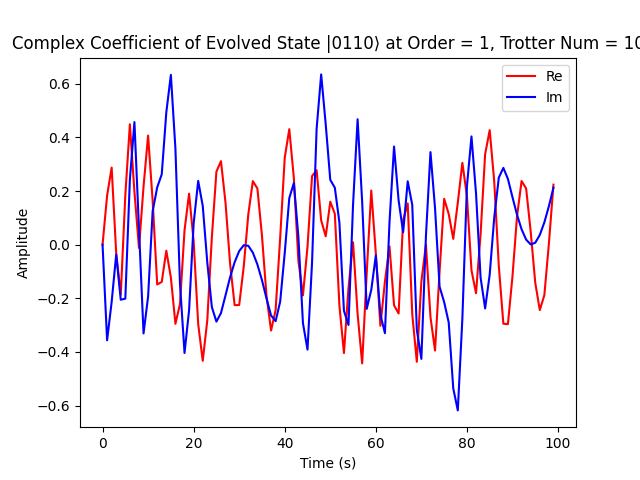 Complex Coefficient of Evolved State |0110⟩ at Order = 1, Trotter Num = 10
Re
Im
0.6
0.4
0.2
0.0
−0.2
−0.4
−0.6
Amplitude
0 20 40 60 80 100
Time (s)